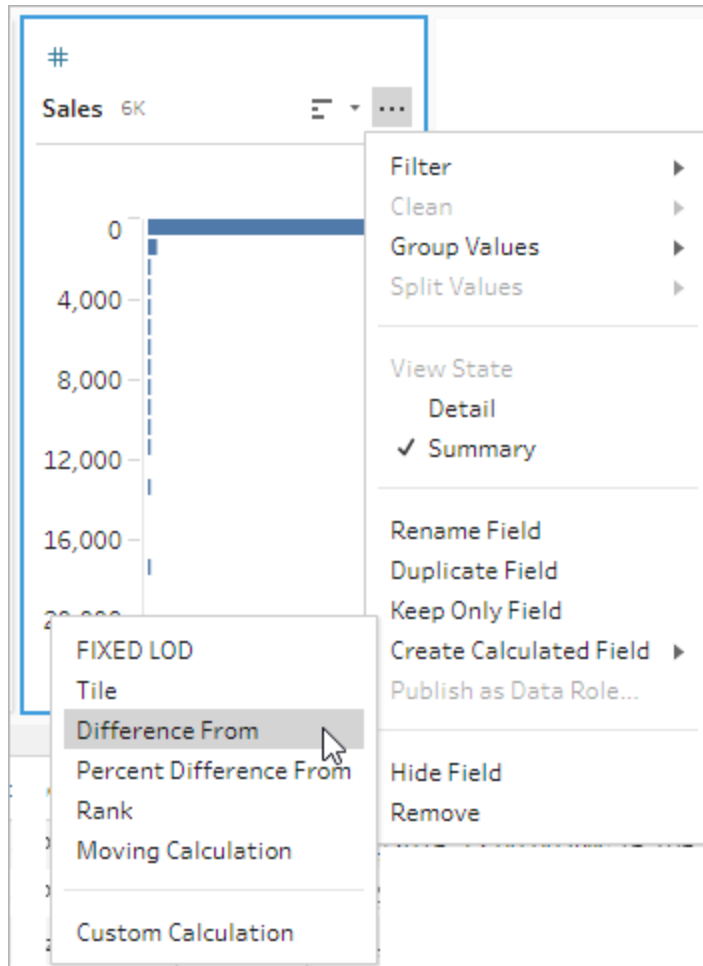 #
Sales 6K
0
4,000
8,000
12,000
16,000
Filter
Clean
Group Values
Split Values
View State
Detail
✓ Summary
Rename Field
Duplicate Field
Keep Only Field
Create Calculated Field
Publish as Data Role...
Hide Field
Remove
FIXED LOD
Tile
Difference From
Percent Difference From
Rank
Moving Calculation
Custom Calculation